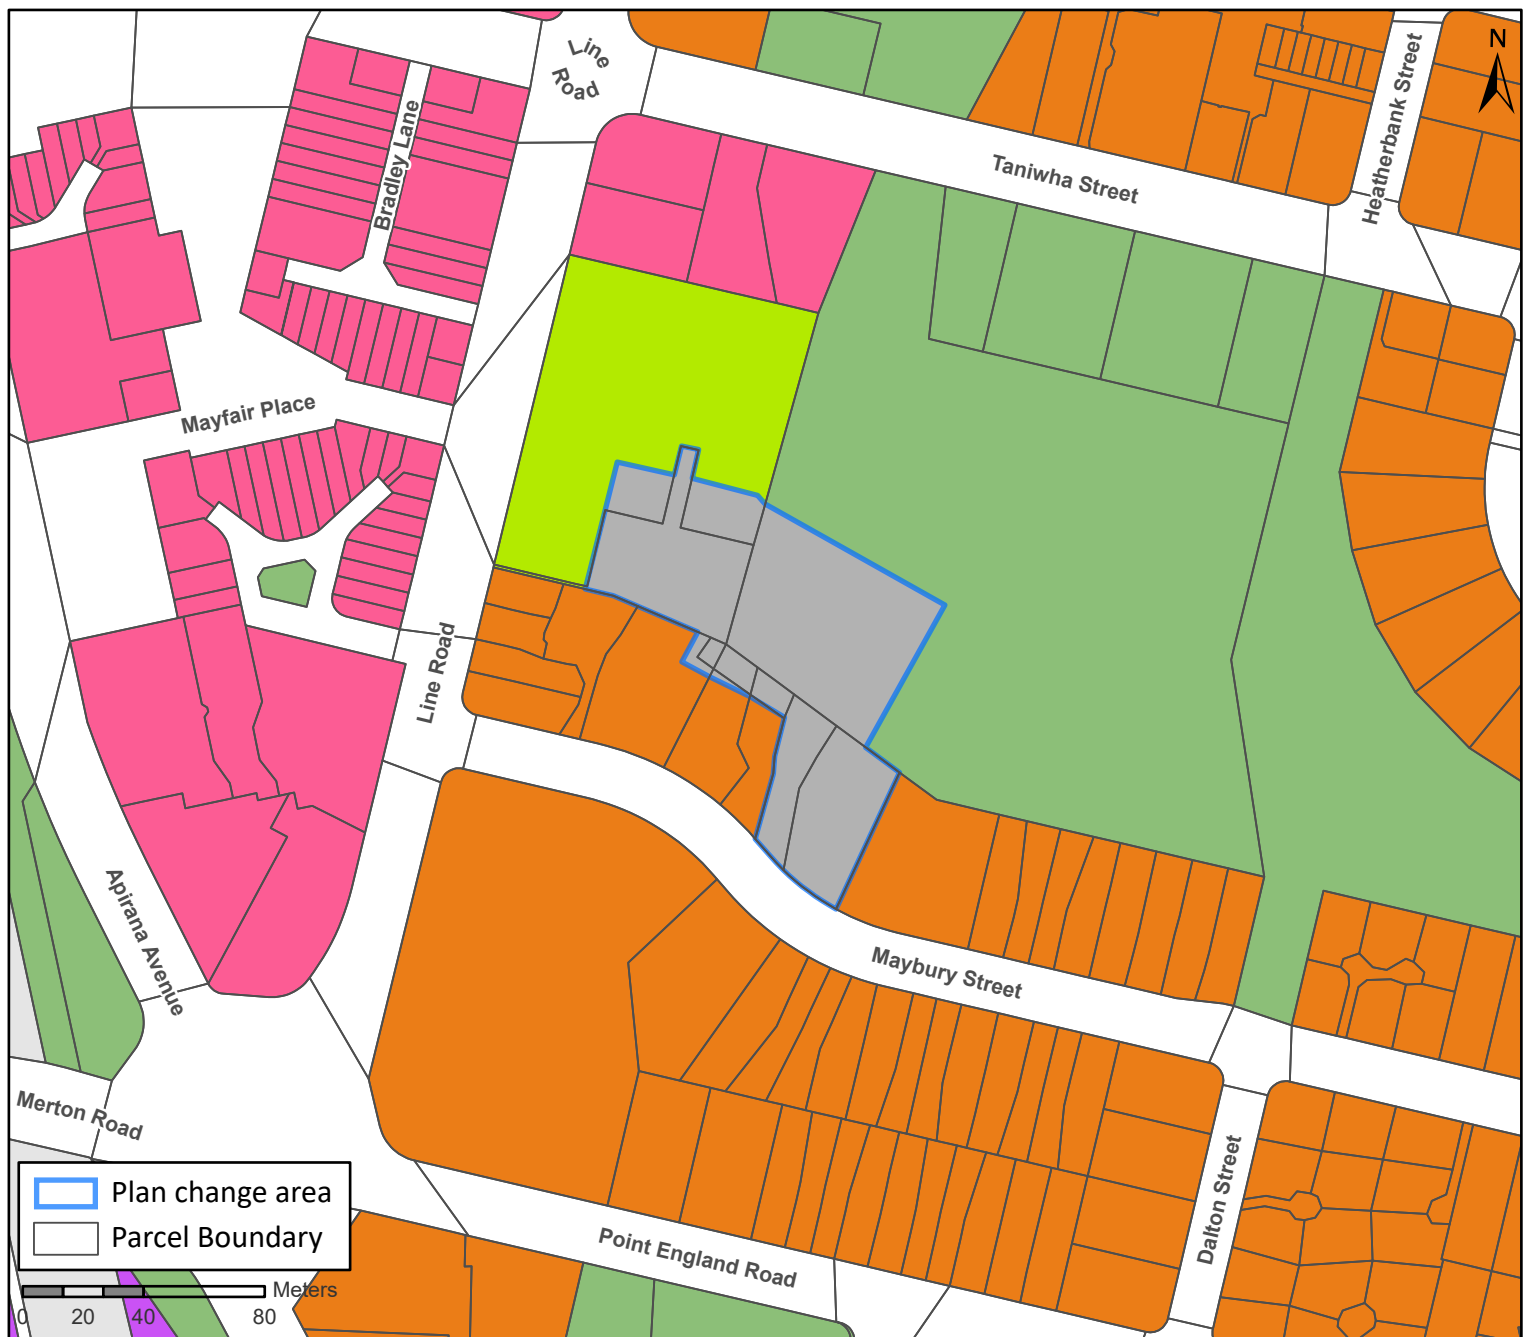 Line
Road
N
Heatherbank Street
Taniwha Street
Bradley Lane
Mayfair Place
Line Road
Apirana Avenue
Maybury Street
Merton Road
Dalton Street
Point England Road
Plan change area
Parcel Boundary
Meters
0 20 40 80